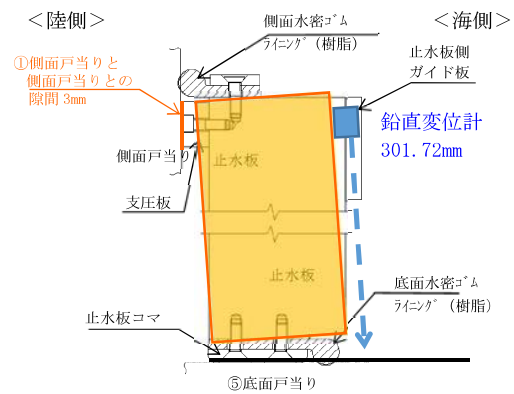 <陸側>
<海側>
側面水密ｺﾞﾑ
ﾗｲﾆﾝｸﾞ(樹脂)
止水板側
ガイド板
①側面戸当りと
側面戸当りとの
隙間3mm
鉛直変位計
301.72mm
側面戸当り
止水板
支圧板
止水板
底面水密ｺﾞﾑ
ﾗｲﾆﾝｸﾞ(樹脂)
止水板コマ
⑤底面戸当り